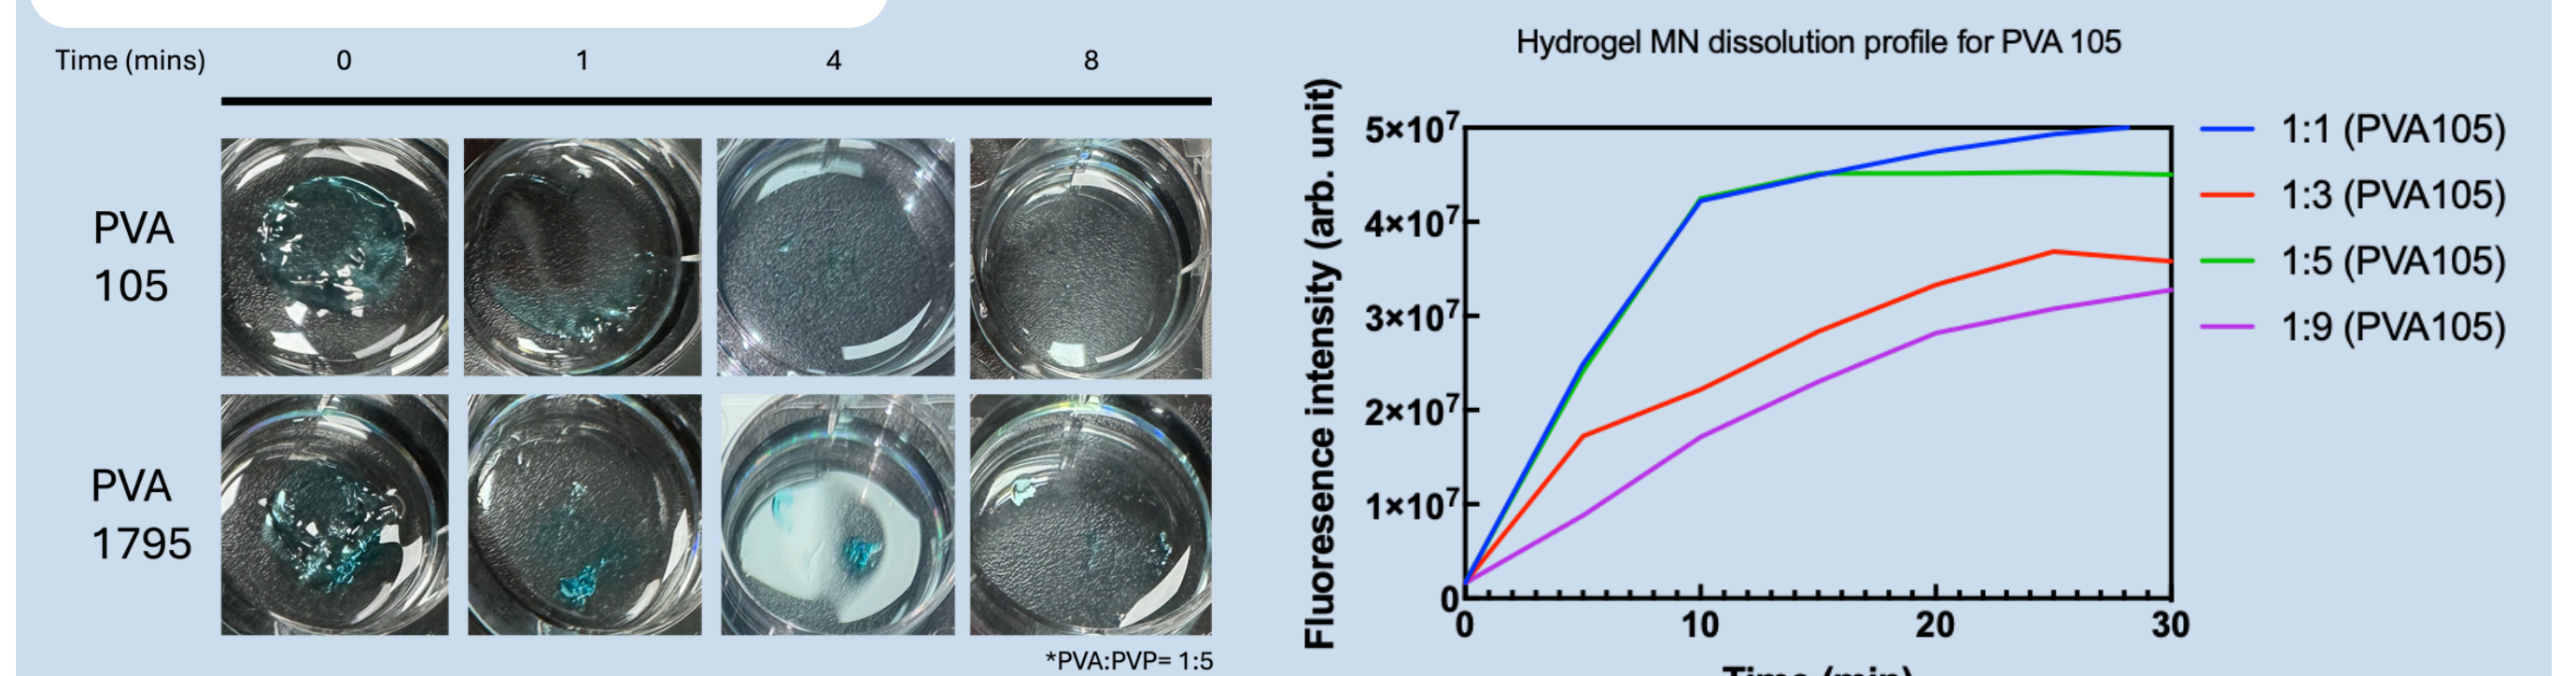 Time (mins) 0 1 4 8
PVA
105
PVA
1795
*PVA:PVP= 1:5
Hydrogel MN dissolution profile for PVA 105
Fluoresence intensity (arb. unit)
5×10⁷
4×10⁷
3×10⁷
2×10⁷
1×10⁷
0
0 10 20 30
Time (min)
1:1 (PVA105)
1:3 (PVA105)
1:5 (PVA105)
1:9 (PVA105)